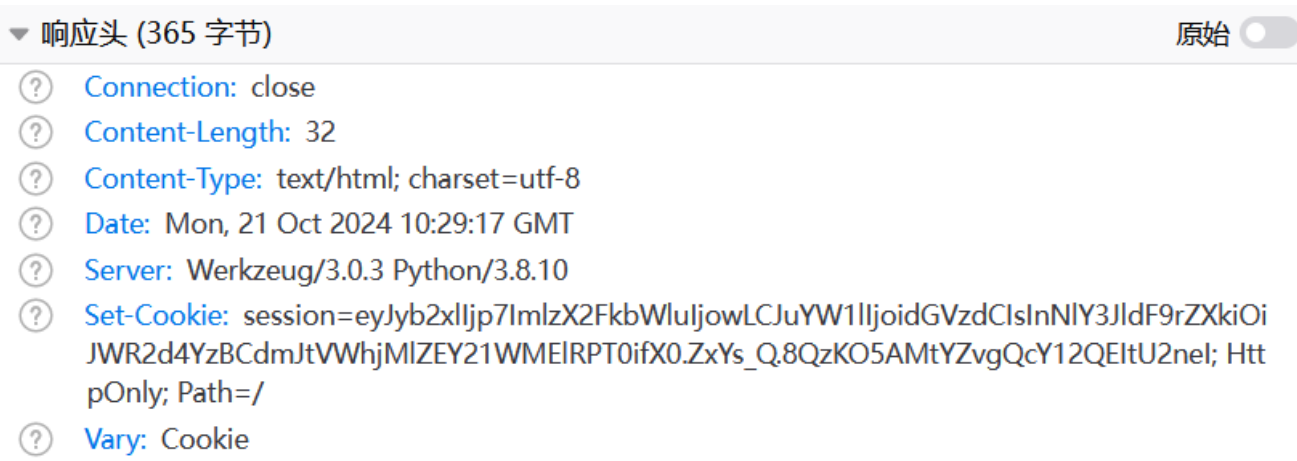 响应头 (365 字节)
原始
Connection: close
Content-Length: 32
Content-Type: text/html; charset=utf-8
Date: Mon, 21 Oct 2024 10:29:17 GMT
Server: Werkzeug/3.0.3 Python/3.8.10
Set-Cookie: session=eyJyb2xlIjp7ImlzX2FkbWluIjowLCJuYW1lIjoidGVzdCIsInNlY3JldF9rZXkiOi
JWR2d4YzBCdmJtVWhjMlZEY21WMElRPT0ifX0.ZxYs_Q.8QzKO5AMtYZvgQcY12QEItU2neI; Htt
pOnly; Path=/
Vary: Cookie